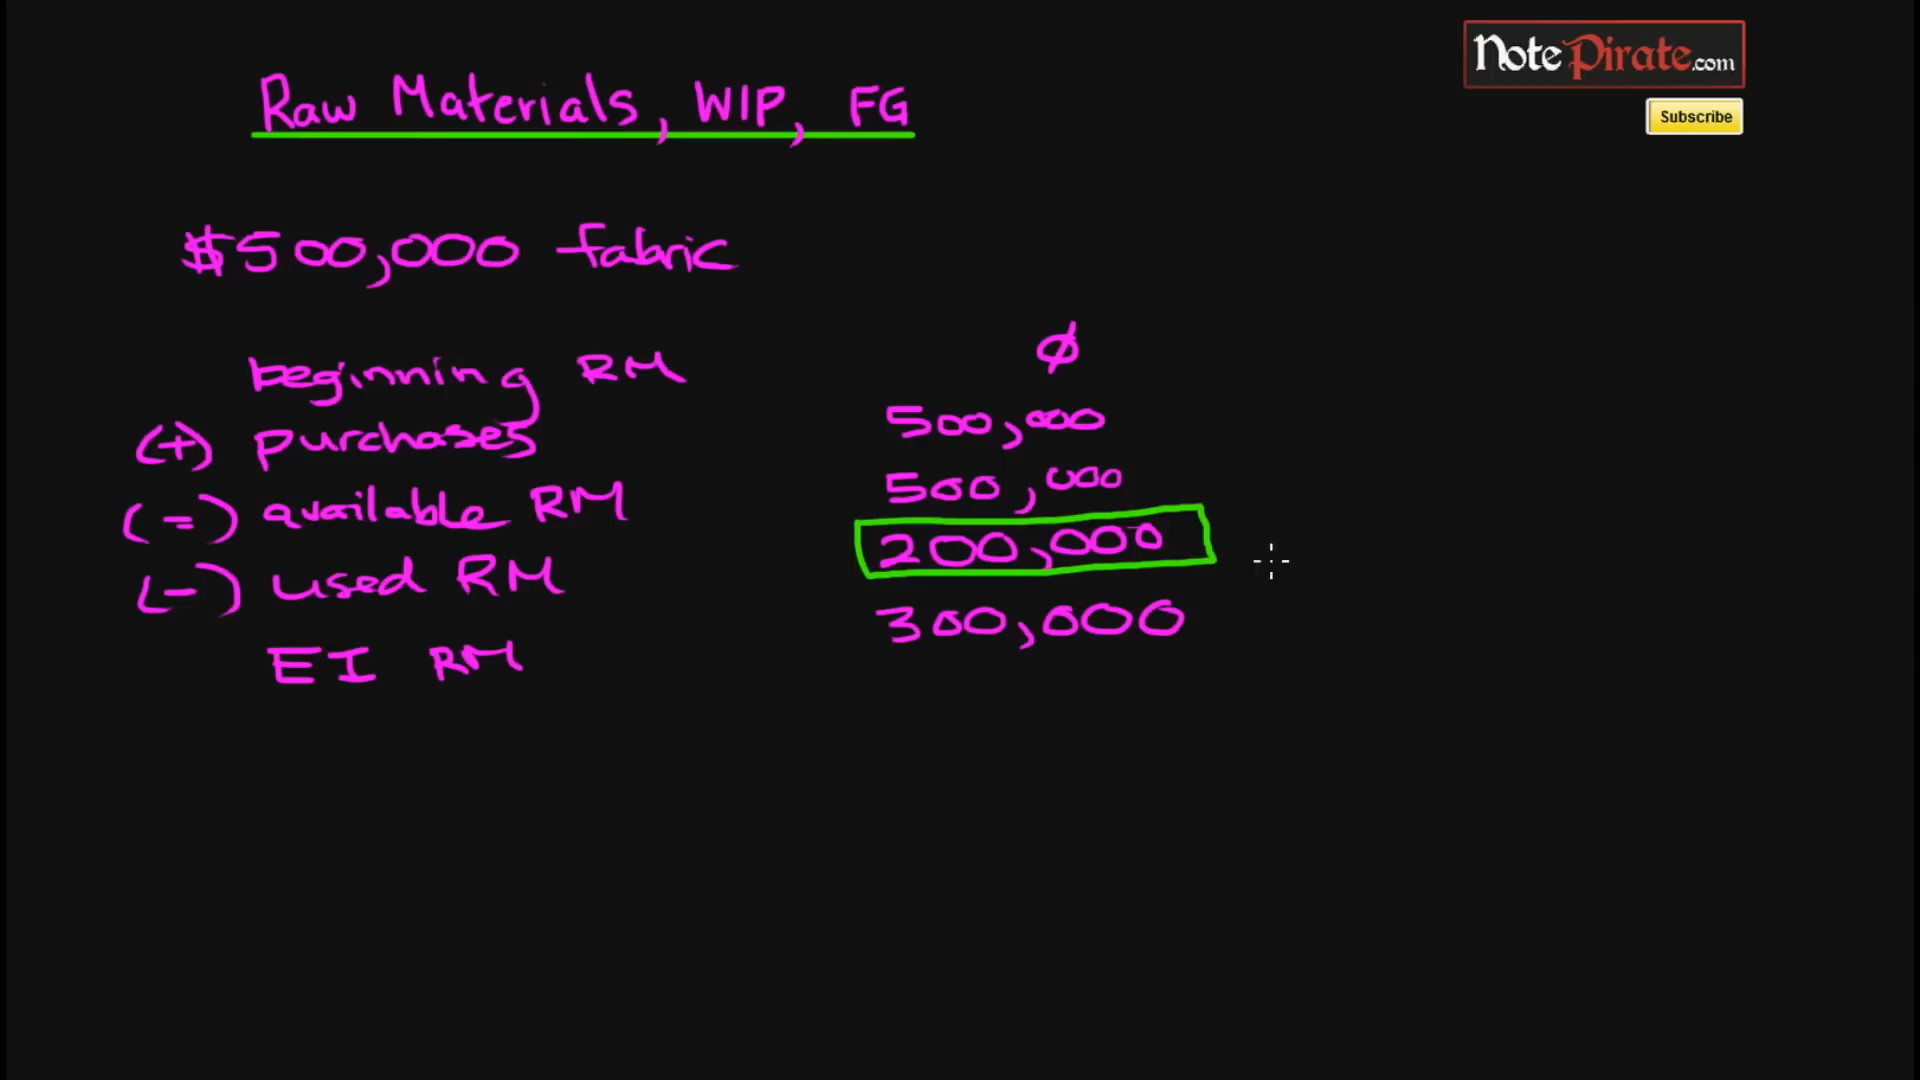 NotePirate.com
Subscribe
Raw Materials, WIP, FG
$500,000 fabric
beginning RM ø
(+) purchases 500,000
(=) available RM 500,000
(-) used RM 200,000
EI RM 300,000